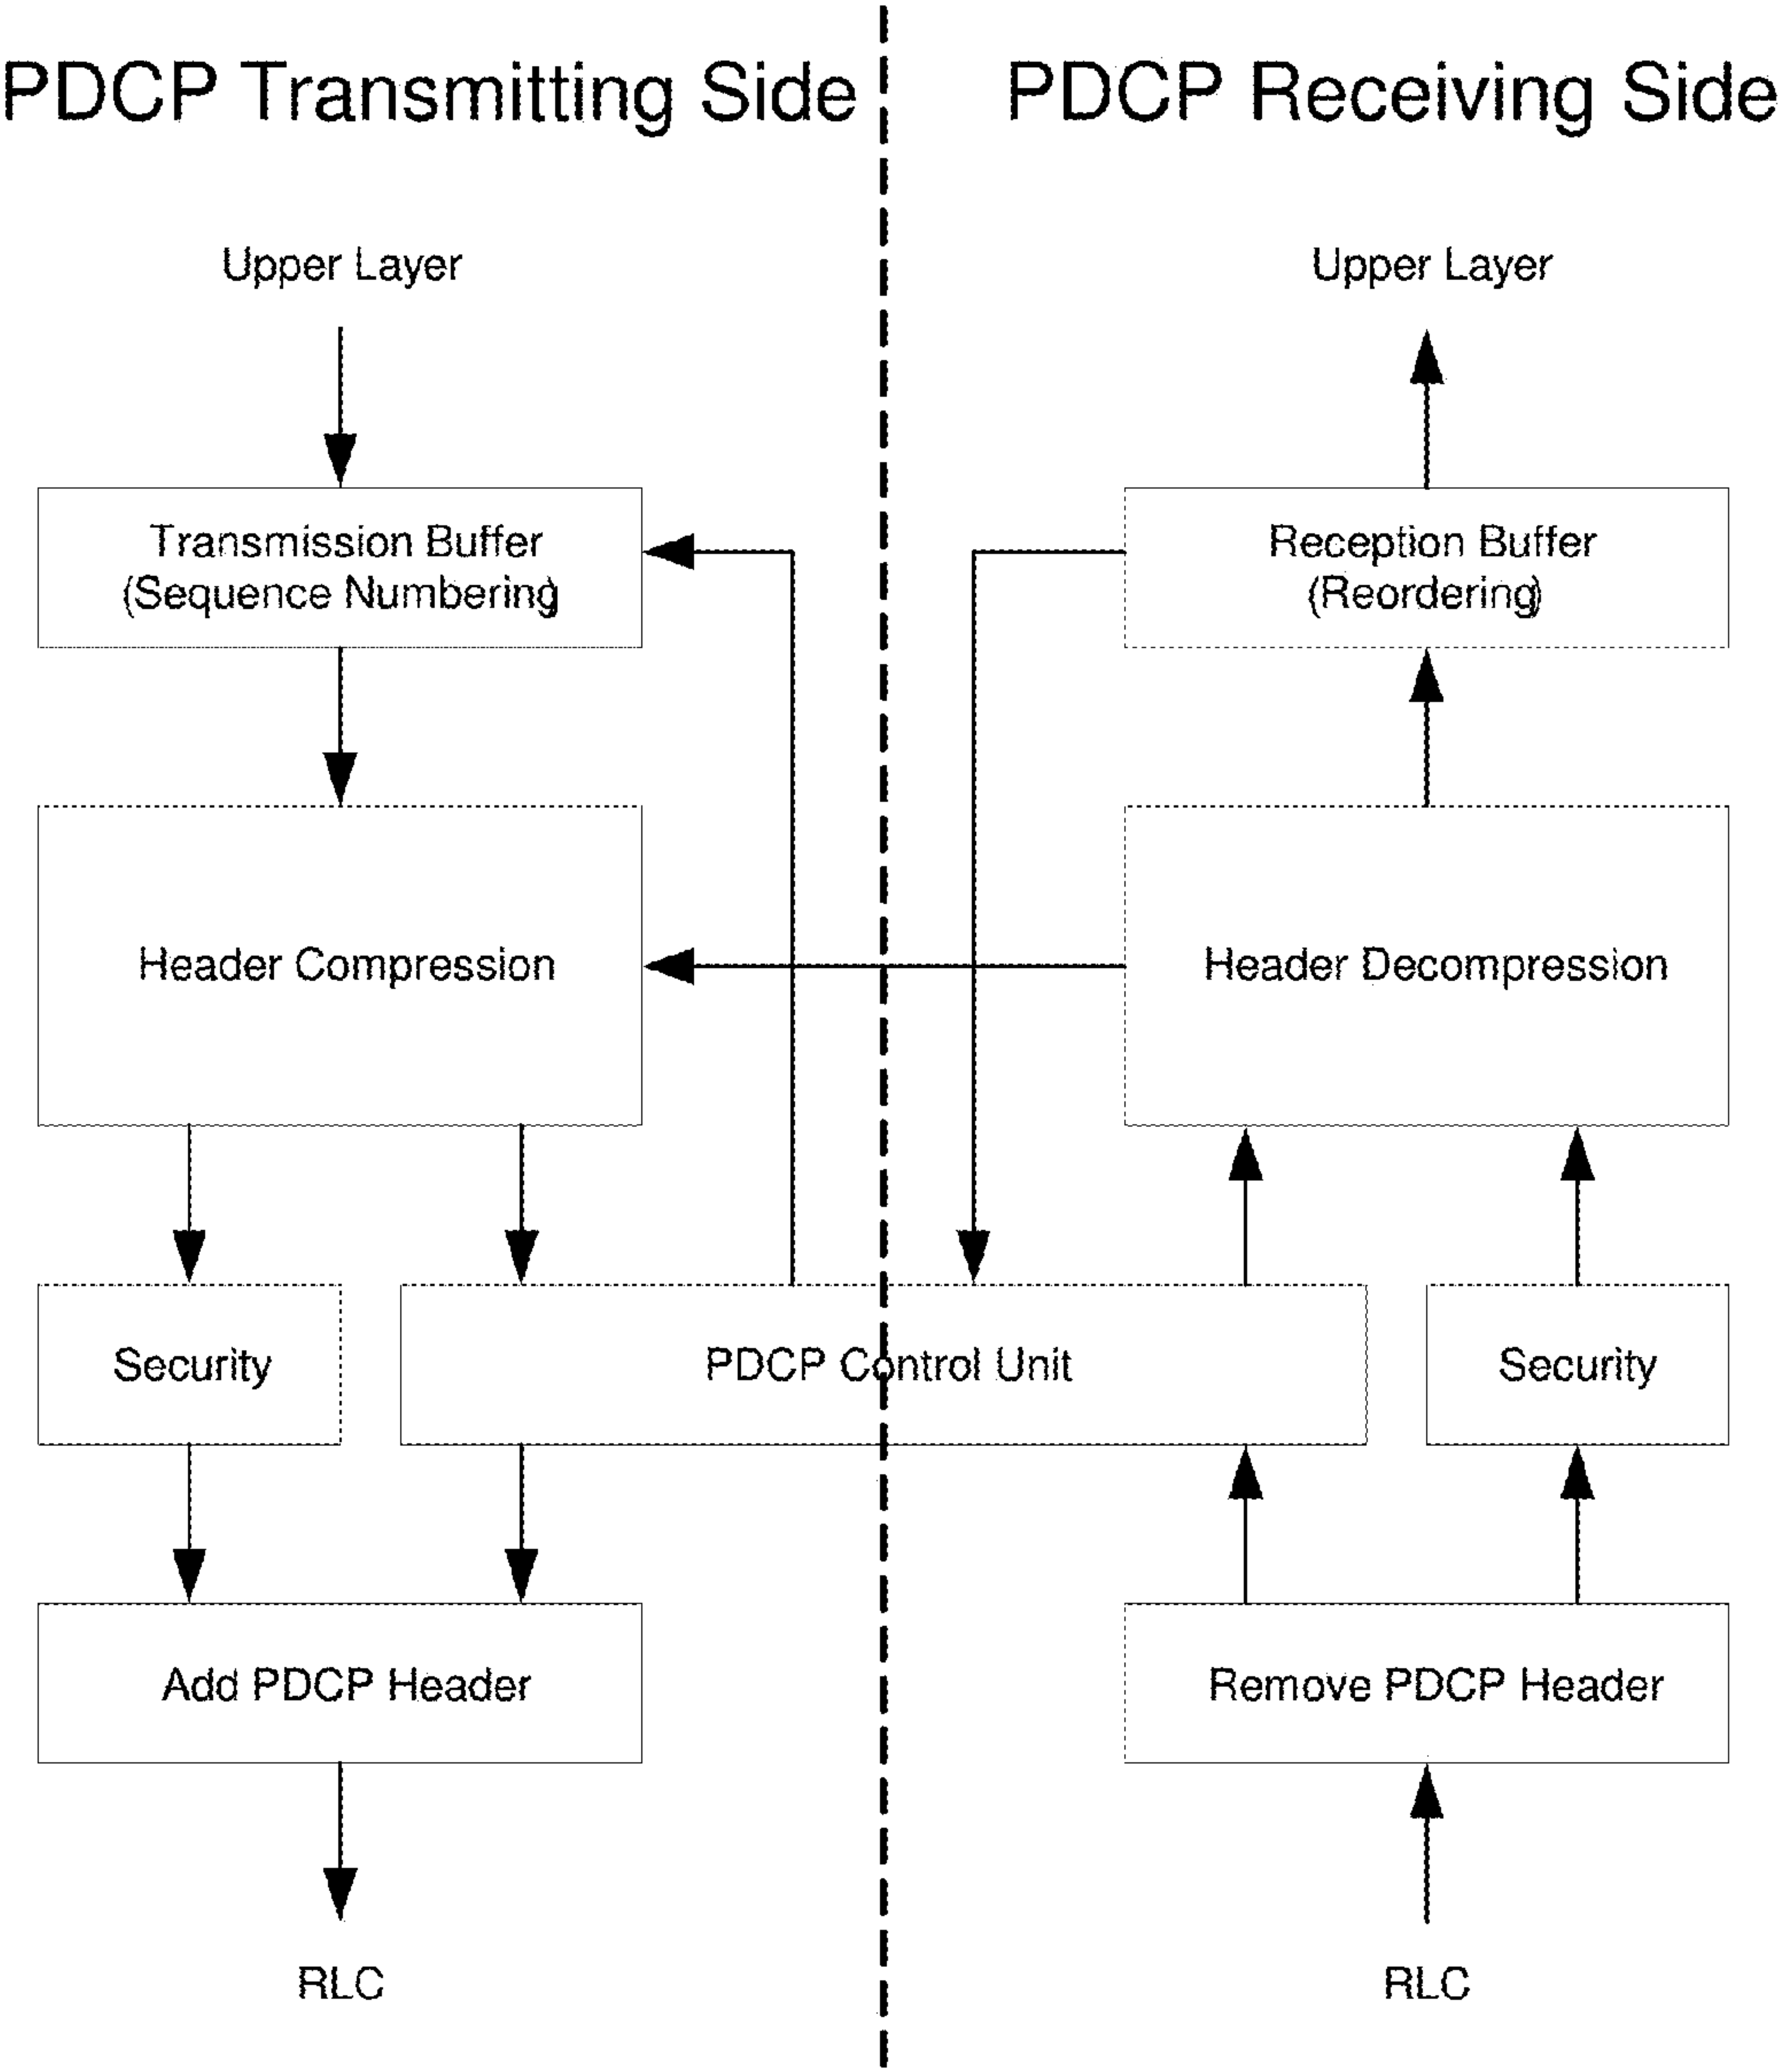 PDCP Transmitting Side
PDCP Receiving Side
Upper Layer
Upper Layer
Transmission Buffer
(Sequence Numbering)
Reception Buffer
(Reordering)
Header Compression
Header Decompression
Security
PDCP Control Unit
Security
Add PDCP Header
Remove PDCP Header
RLC
RLC